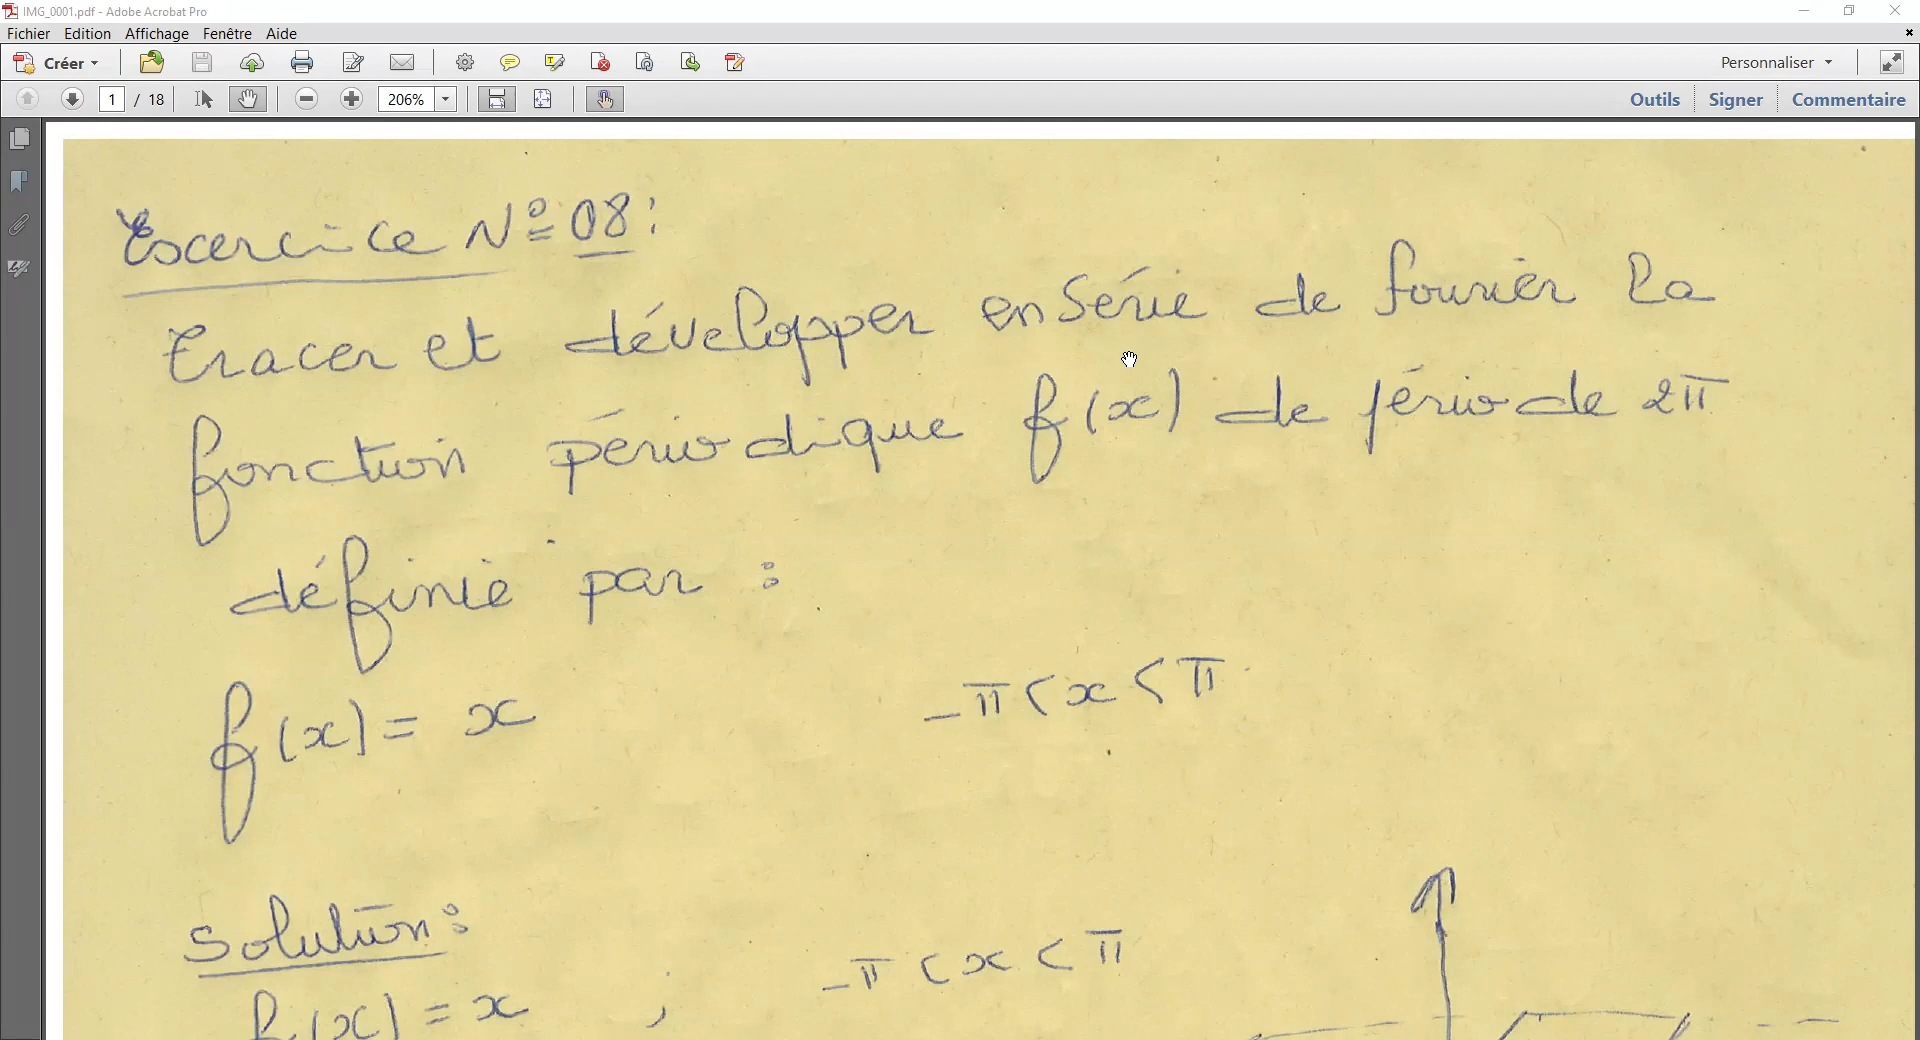 IMG_0001.pdf - Adobe Acrobat Pro
Fichier Edition Affichage Fenêtre Aide
Créer
Personnaliser
1 / 18
206%
Outils Signer Commentaire
Exercice Nº 08:
Tracer et développer en série de fourier la
fonction périodique f(x) de période 2π
définie par :
f(x) = x -π < x < π
Solution:
f(x) = x ; -π < x < π